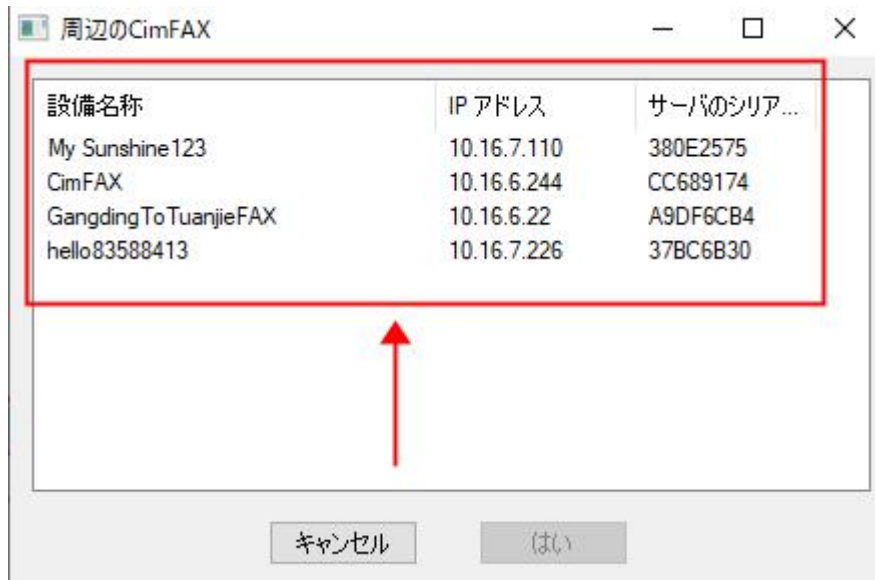 周辺のCimFAX
設備名称 IP アドレス サーバのシリア...
My Sunshine123 10.16.7.110 380E2575
CimFAX 10.16.6.244 CC689174
GangdingToTuanjieFAX 10.16.6.22 A9DF6CB4
hello83588413 10.16.7.226 37BC6B30
キャンセル はい